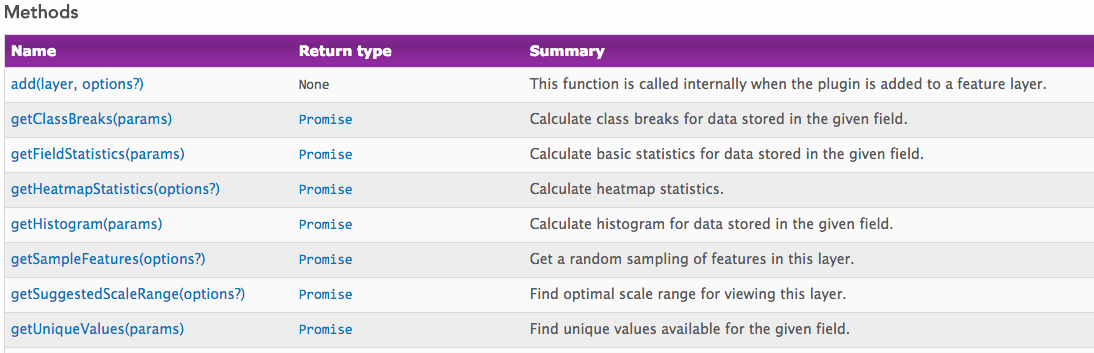 Methods
Name Return type Summary
add(layer, options?) None This function is called internally when the plugin is added to a feature layer.
getClassBreaks(params) Promise Calculate class breaks for data stored in the given field.
getFieldStatistics(params) Promise Calculate basic statistics for data stored in the given field.
getHeatmapStatistics(options?) Promise Calculate heatmap statistics.
getHistogram(params) Promise Calculate histogram for data stored in the given field.
getSampleFeatures(options?) Promise Get a random sampling of features in this layer.
getSuggestedScaleRange(options?) Promise Find optimal scale range for viewing this layer.
getUniqueValues(params) Promise Find unique values available for the given field.